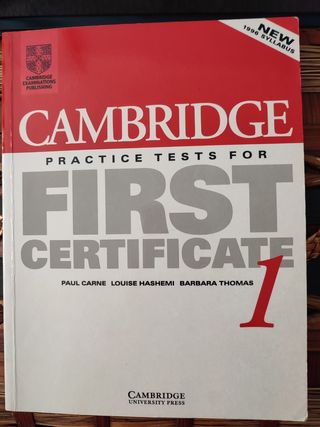 NEW
1996 SYLLABUS
CAMBRIDGE
EXAMINATIONS
PUBLISHING
CAMBRIDGE
PRACTICE TESTS FOR
FIRST
CERTIFICATE
1
PAUL CARNE LOUISE HASHEMI BARBARA THOMAS
CAMBRIDGE
UNIVERSITY PRESS